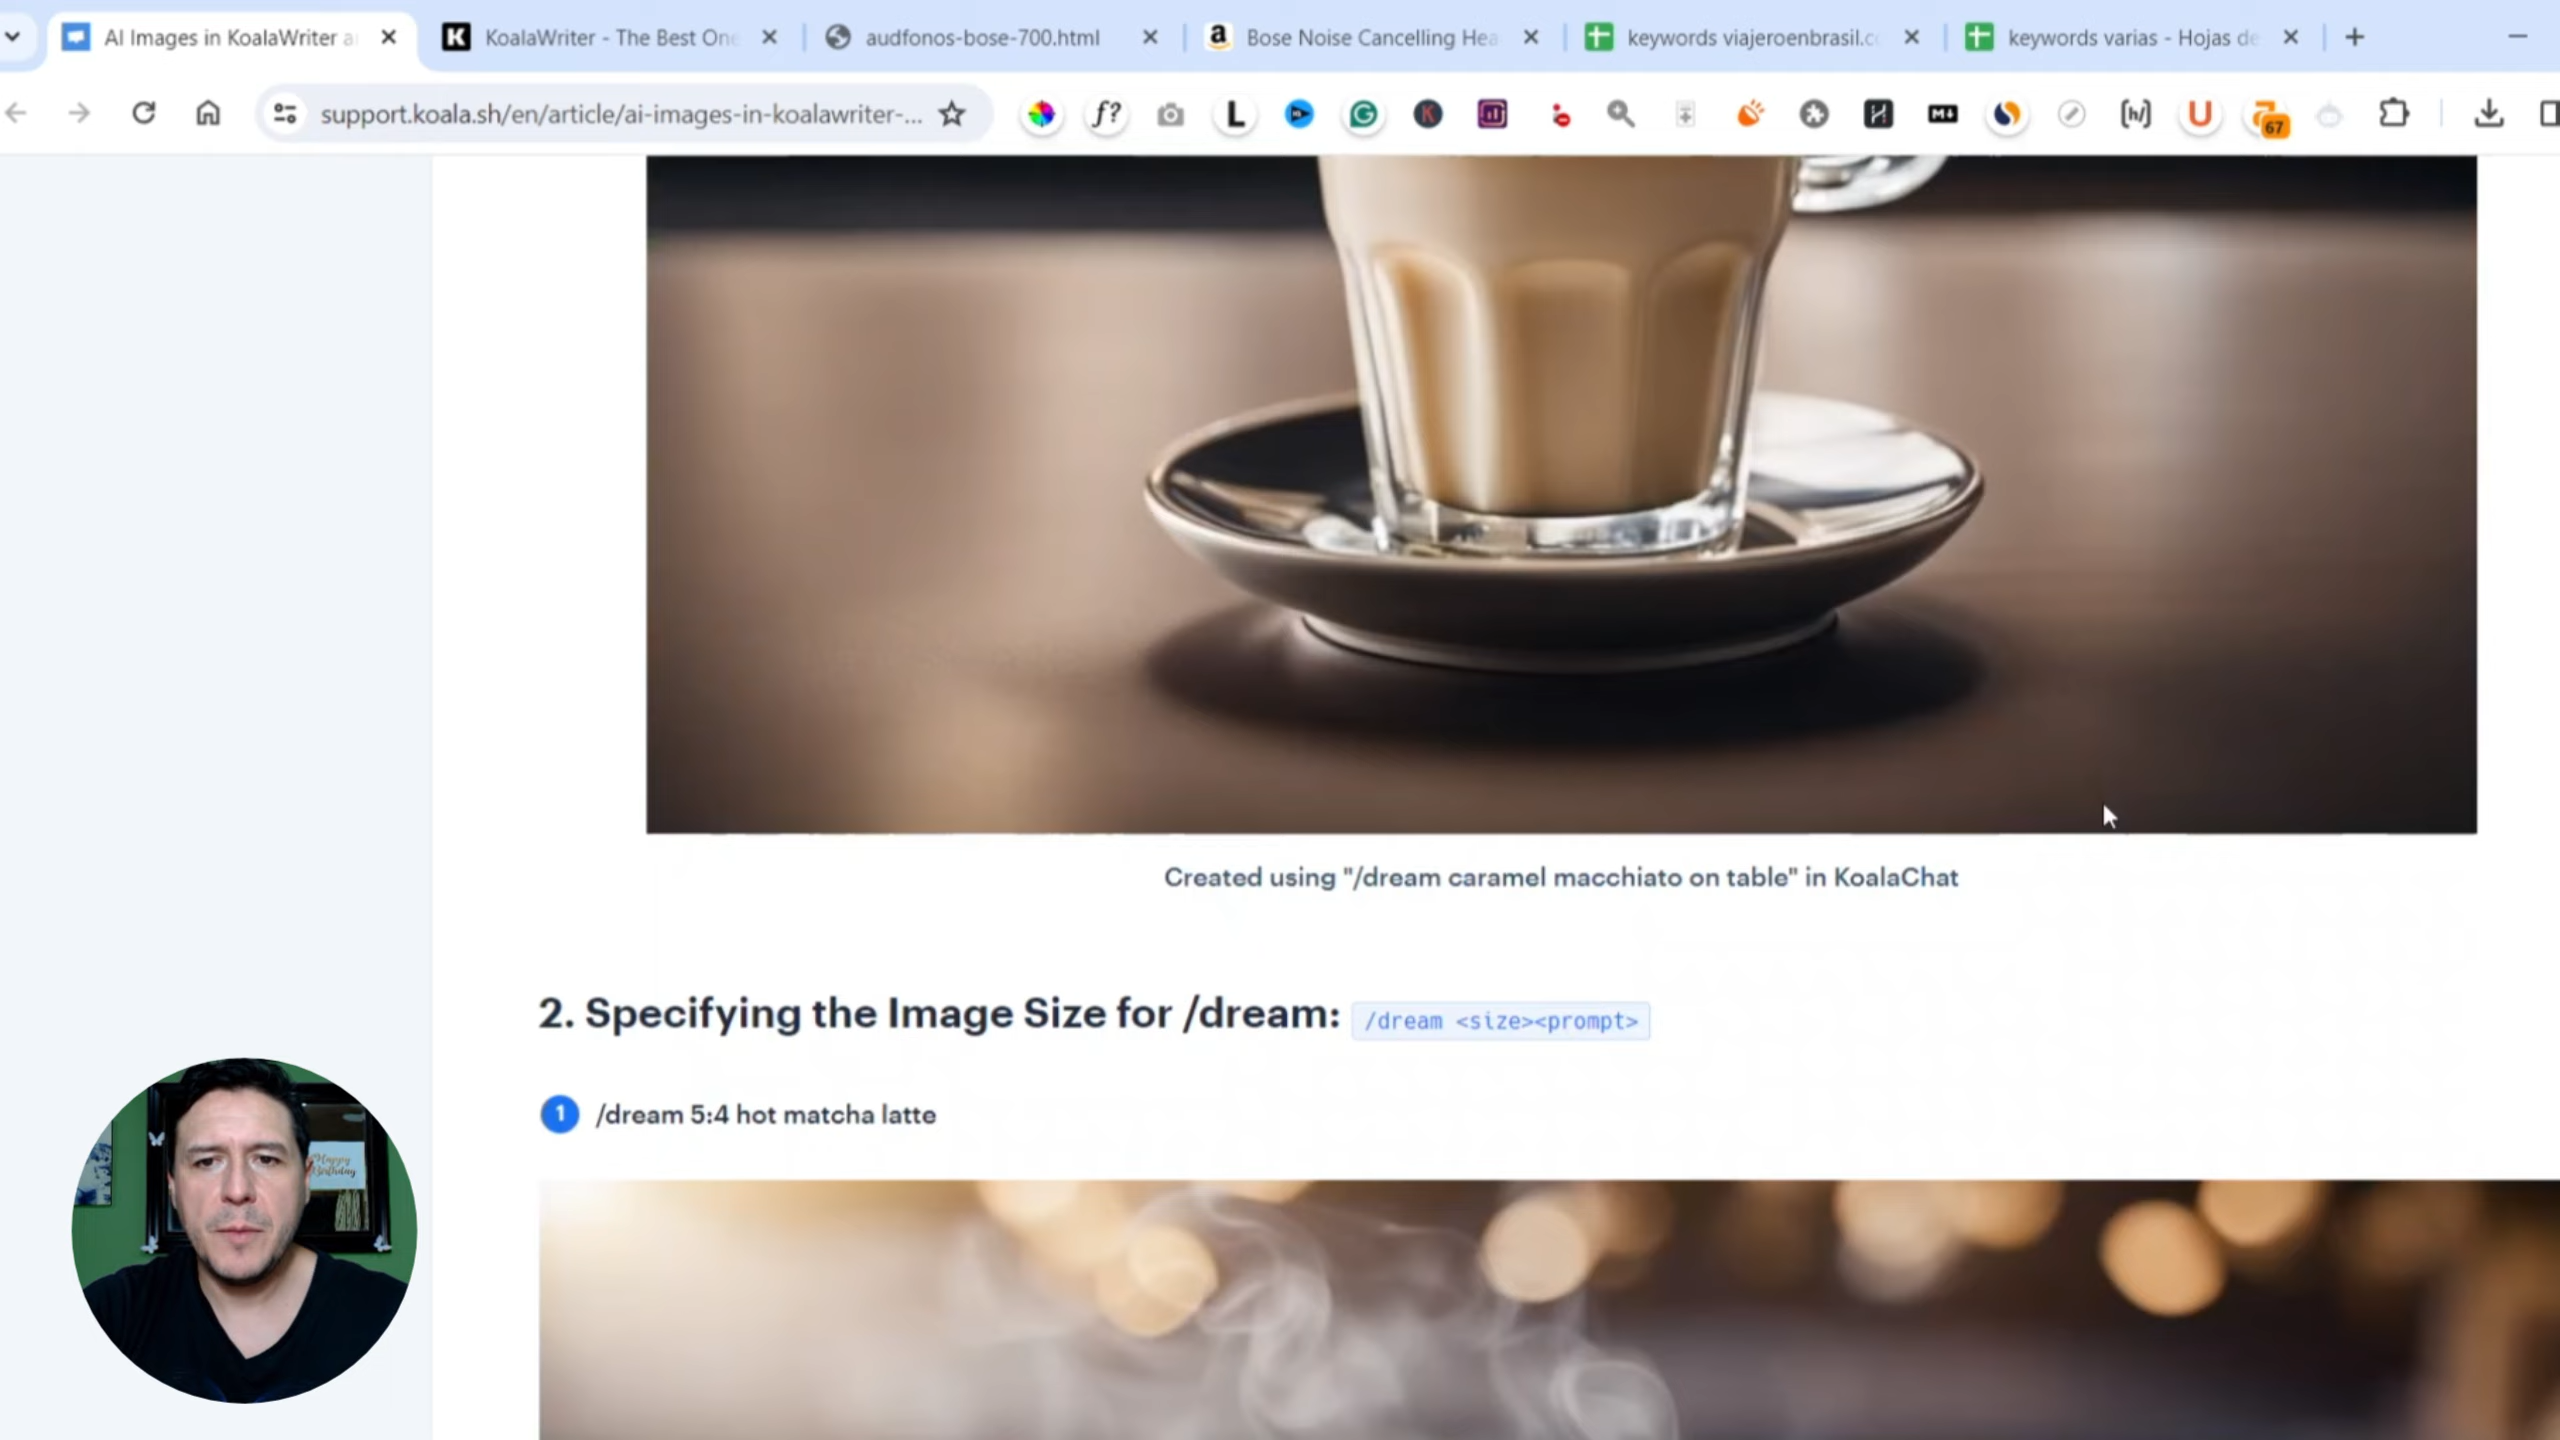 AI Images in KoalaWriter a
KoalaWriter - The Best One
audfonos-bose-700.html
Bose Noise Cancelling Hea
keywords viajeroenbrasil.c
keywords varias - Hojas de
support.koala.sh/en/article/ai-images-in-koalawriter-...
67
Created using "/dream caramel macchiato on table" in KoalaChat
2. Specifying the Image Size for /dream: /dream <size><prompt>
1 /dream 5:4 hot matcha latte
Happy
Birthday